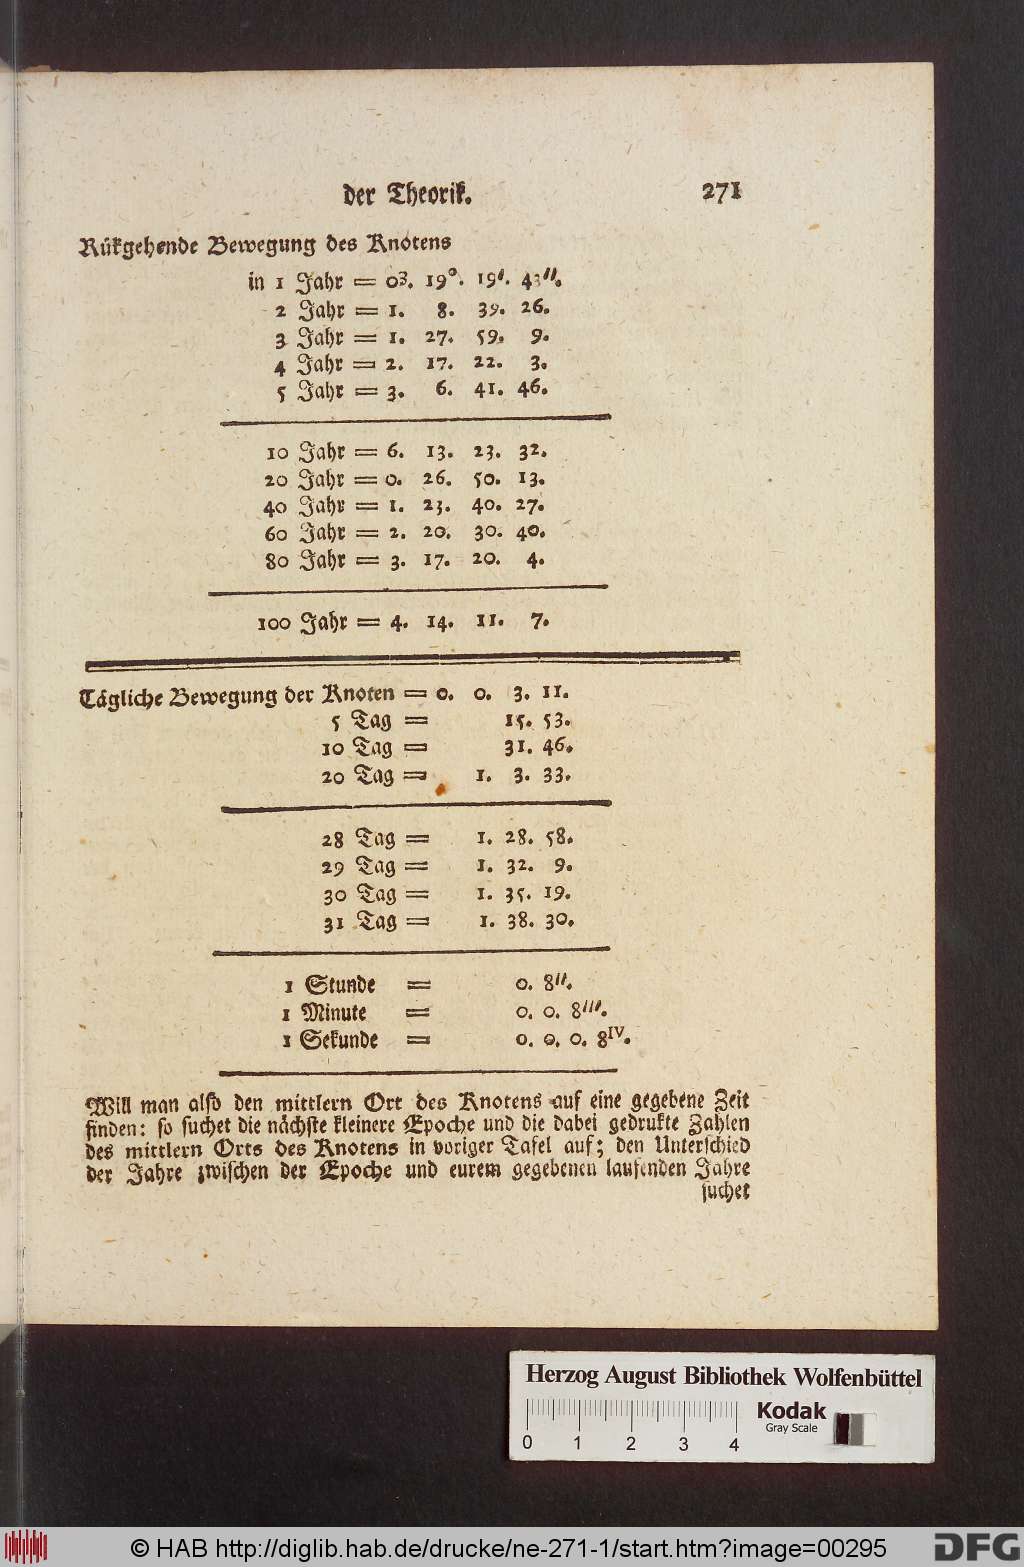 der Theorik. 271
Rükgehende Bewegung des Knotens
in 1 Jahr = 0З. 19°. 19'. 43''.
2 Jahr = 1. 8. 39. 26.
3 Jahr = 1. 27. 59. 9.
4 Jahr = 2. 17. 22. 3.
5 Jahr = 3. 6. 41. 46.
10 Jahr = 6. 13. 23. 32.
20 Jahr = 0. 26. 50. 13.
40 Jahr = 1. 23. 40. 27.
60 Jahr = 2. 20. 30. 40.
80 Jahr = 3. 17. 20. 4.
100 Jahr = 4. 14. 11. 7.
Tägliche Bewegung der Knoten = 0. 0. 3. 11.
5 Tag = 15. 53.
10 Tag = 31. 46.
20 Tag = 1. 3. 33.
28 Tag = 1. 28. 58.
29 Tag = 1. 32. 9.
30 Tag = 1. 35. 19.
31 Tag = 1. 38. 30.
1 Stunde = 0. 8''.
1 Minute = 0. 0. 8'''.
1 Sekunde = 0. 0. 0. 8IV.
Will man also den mittlern Ort des Knotens auf eine gegebene Zeit
finden: so suchet die nächste kleinere Epoche und die dabei gedrukte Zahlen
des mittlern Orts des Knotens in voriger Tafel auf; den Unterschied
der Jahre zwischen der Epoche und eurem gegebenen laufenden Jahre
suchet
Herzog August Bibliothek Wolfenbüttel
Kodak
Gray Scale
0 1 2 3 4
© HAB http://diglib.hab.de/drucke/ne-271-1/start.htm?image=00295
DFG